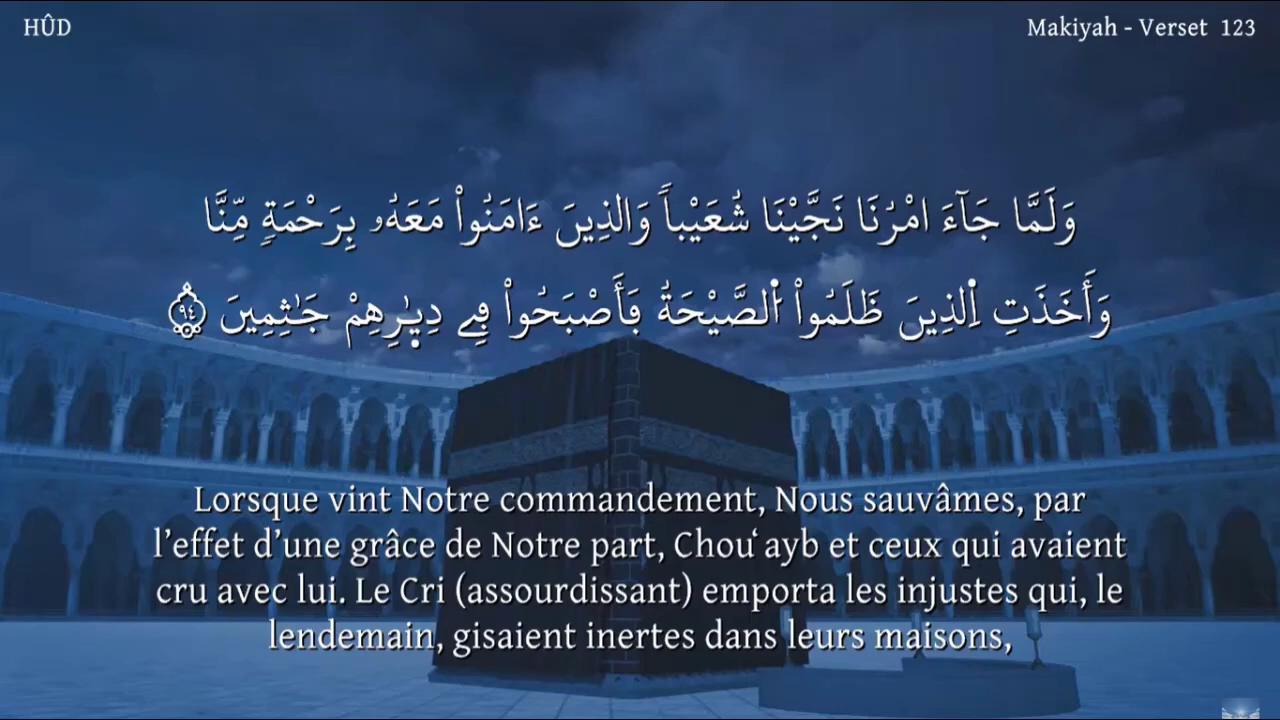 HÛD
Makiyah - Verset 123
وَلَمَّا جَآءَ امْرُنَا نَجَّيْنَا شُعَيْباً وَالذِينَ ءَامَنُواْ مَعَهُۥ بِرَحْمَةٖ مِّنَّا
وَأَخَذَتِ اِ۬لذِينَ ظَلَمُواْ اُ۬لصَّيْحَةُ فَأَصْبَحُواْ فِے دِيٰ۪رِهِمْ جَٰثِمِينَ ٩٤
Lorsque vint Notre commandement, Nous sauvâmes, par
l’effet d’une grâce de Notre part, Chou‘ayb et ceux qui avaient
cru avec lui. Le Cri (assourdissant) emporta les injustes qui, le
lendemain, gisaient inertes dans leurs maisons,